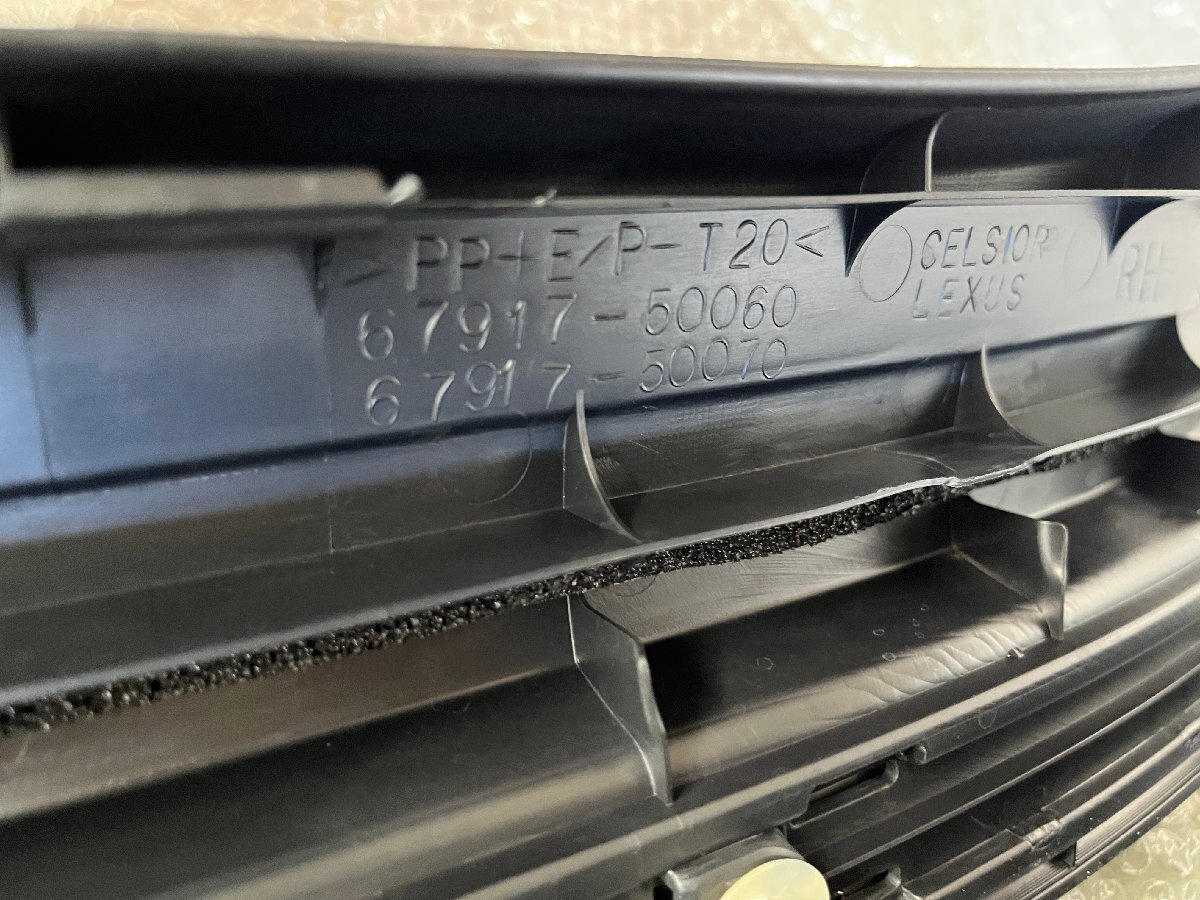 >PP+E/P-T20<
67917-50060
67917-50070
CELSIOR
LEXUS
RH